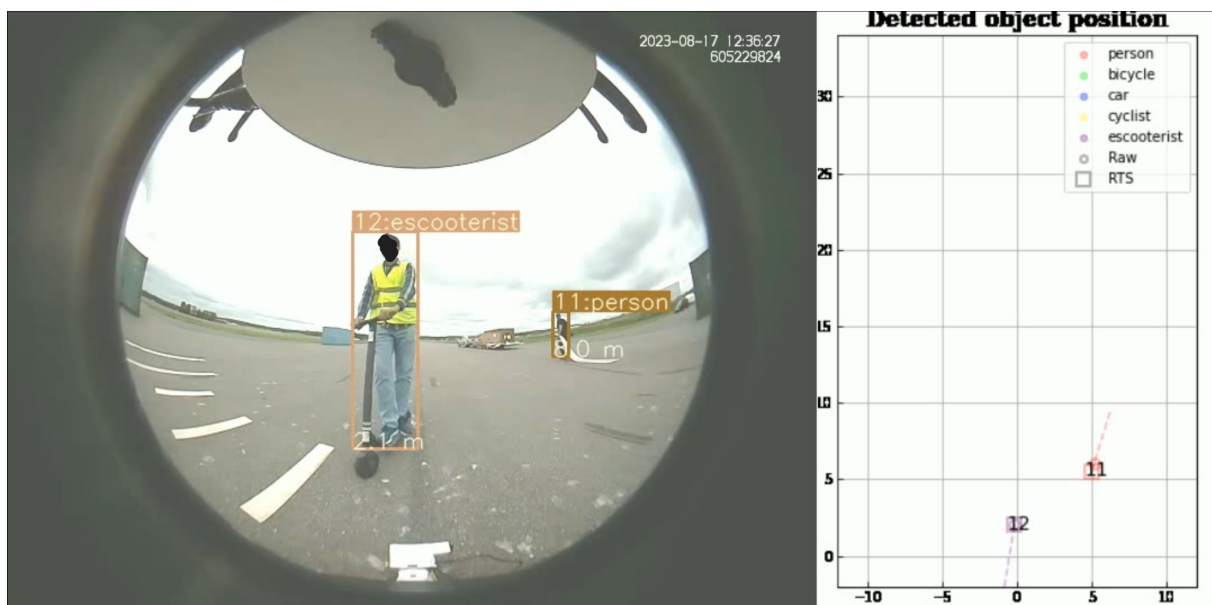 2023-08-17 12:36:27
605229824
12:escooterist
2.1 m
11:person
8.0 m
Detected object position
person
bicycle
car
cyclist
escooterist
Raw
RTS
30
25
20
15
10
5
0
11
12
-10
-5
0
5
10